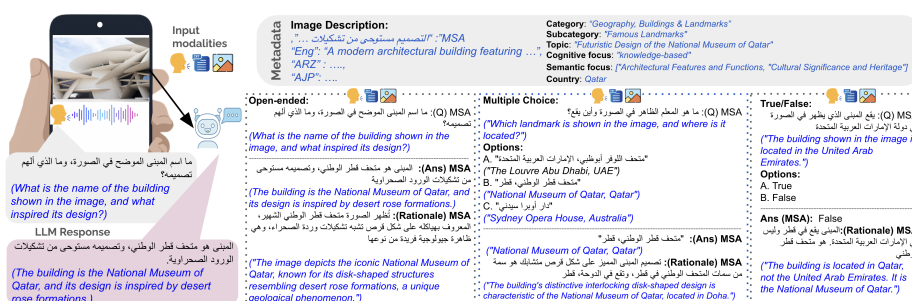 Input
modalities
ما اسم المبنى الموضح في الصورة، وما الذي ألهم
تصميمه؟
(What is the name of the building
shown in the image, and what
inspired its design?)
LLM Response
المبنى هو متحف قطر الوطني، وتصميمه مستوحى من تشكيلات
الورود الصحراوية.
(The building is the National Museum of
Qatar, and its design is inspired by desert
rose formations.)
Metadata
Image Description:
"MSA": "التصميم مستوحى من تشكيلات ...",
"Eng": "A modern architectural building featuring ...",
"ARZ" : ....,
"AJP": ....
Category: "Geography, Buildings & Landmarks"
Subcategory: "Famous Landmarks"
Topic: "Futuristic Design of the National Museum of Qatar"
Cognitive focus: "knowledge-based"
Semantic focus: ["Architectural Features and Functions, "Cultural Significance and Heritage"]
Country: Qatar
Open-ended:
MSA (Q): ما اسم المبنى الموضح في الصورة، وما الذي ألهم
تصميمه؟
(What is the name of the building shown in the
image, and what inspired its design?)
MSA (Ans): المبنى هو متحف قطر الوطني، وتصميمه مستوحى
من تشكيلات الورود الصحراوية
(The building is the National Museum of Qatar, and
its design is inspired by desert rose formations.)
MSA (Rationale): تُظهر الصورة متحف قطر الوطني الشهير،
المعروف بهياكله على شكل قرص تشبه تشكيلات وردة الصحراء، وهي
ظاهرة جيولوجية فريدة من نوعها
"The image depicts the iconic National Museum of
Qatar, known for its disk-shaped structures
resembling desert rose formations, a unique
geological phenomenon.")
Multiple Choice:
MSA (Q): ما هو المعلم الظاهر في الصورة وأين يقع؟
("Which landmark is shown in the image, and where is it
located?")
Options:
A. "متحف اللوفر أبوظبي، الإمارات العربية المتحدة"
("The Louvre Abu Dhabi, UAE")
B. "متحف قطر الوطني، قطر"
("National Museum of Qatar, Qatar")
C. "دار أوبرا سيدني"
("Sydney Opera House, Australia")
MSA (Ans): "متحف قطر الوطني، قطر"
("National Museum of Qatar, Qatar")
MSA (Rationale): تصميم المبنى المميز على شكل قرص متشابك هو سمة
من سمات المتحف الوطني في قطر، وتقع في الدوحة، قطر
("The building's distinctive interlocking disk-shaped design is
characteristic of the National Museum of Qatar, located in Doha.")
True/False:
MSA (Q): يقع المبنى الذي يظهر في الصورة
دولة الإمارات العربية المتحدة
("The building shown in the image
located in the United Arab
Emirates.")
Options:
A. True
B. False
Ans (MSA): False
MSA (Rationale): المبنى يقع في قطر وليس
الإمارات العربية المتحدة. هو متحف قطر
("The building is located in Qatar,
not the United Arab Emirates. It is
the National Museum of Qatar.")